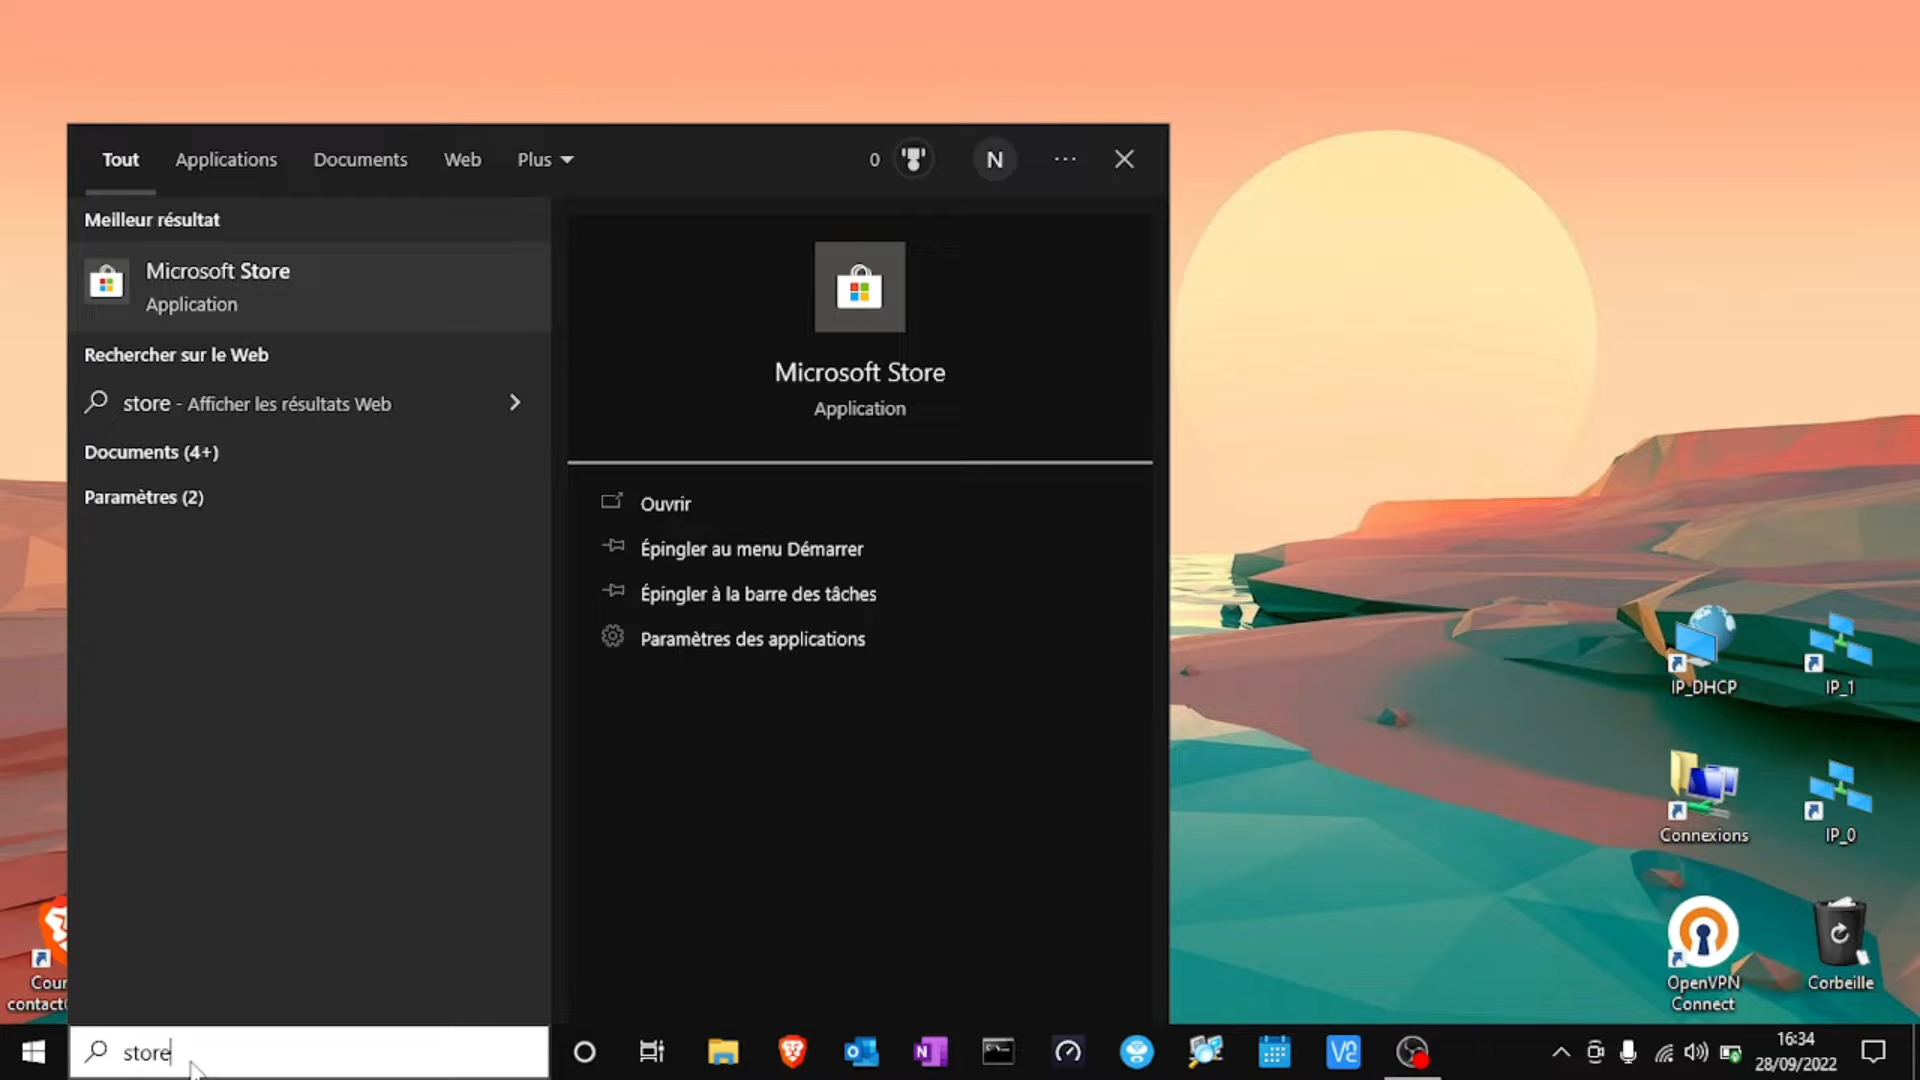 Tout Applications Documents Web Plus 0 N ···
Meilleur résultat
Microsoft Store
Application
Rechercher sur le Web
store - Afficher les résultats Web
Documents (4+)
Paramètres (2)
Microsoft Store
Application
Ouvrir
Épingler au menu Démarrer
Épingler à la barre des tâches
Paramètres des applications
IP_DHCP
IP_1
Connexions
IP_0
OpenVPN
Connect
Corbeille
Cour
contact
store
16:34
28/09/2022